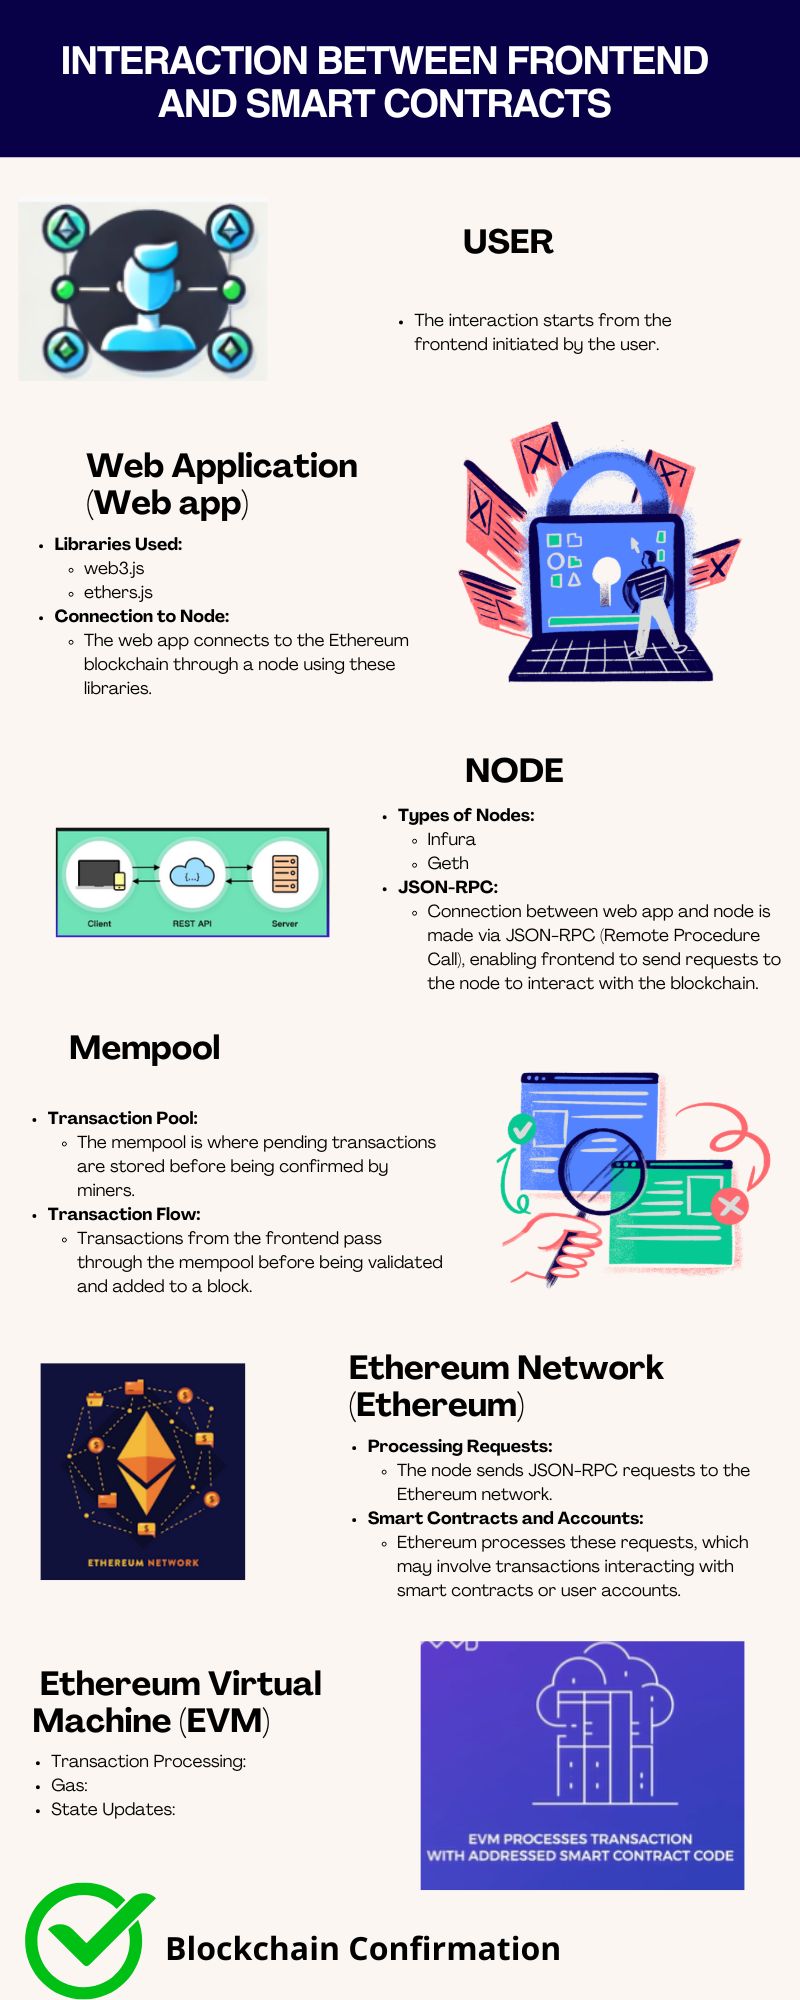 INTERACTION BETWEEN FRONTEND
AND SMART CONTRACTS
USER
• The interaction starts from the
frontend initiated by the user.
Web Application
(Web app)
• Libraries Used:
◦ web3.js
◦ ethers.js
• Connection to Node:
◦ The web app connects to the Ethereum
blockchain through a node using these
libraries.
NODE
• Types of Nodes:
◦ Infura
◦ Geth
• JSON-RPC:
◦ Connection between web app and node is
made via JSON-RPC (Remote Procedure
Call), enabling frontend to send requests to
the node to interact with the blockchain.
{...}
Client REST API Server
Mempool
• Transaction Pool:
◦ The mempool is where pending transactions
are stored before being confirmed by
miners.
• Transaction Flow:
◦ Transactions from the frontend pass
through the mempool before being validated
and added to a block.
Ethereum Network
(Ethereum)
• Processing Requests:
◦ The node sends JSON-RPC requests to the
Ethereum network.
• Smart Contracts and Accounts:
◦ Ethereum processes these requests, which
may involve transactions interacting with
smart contracts or user accounts.
ETHEREUM NETWORK
Ethereum Virtual
Machine (EVM)
• Transaction Processing:
• Gas:
• State Updates:
EVM PROCESSES TRANSACTION
WITH ADDRESSED SMART CONTRACT CODE
Blockchain Confirmation